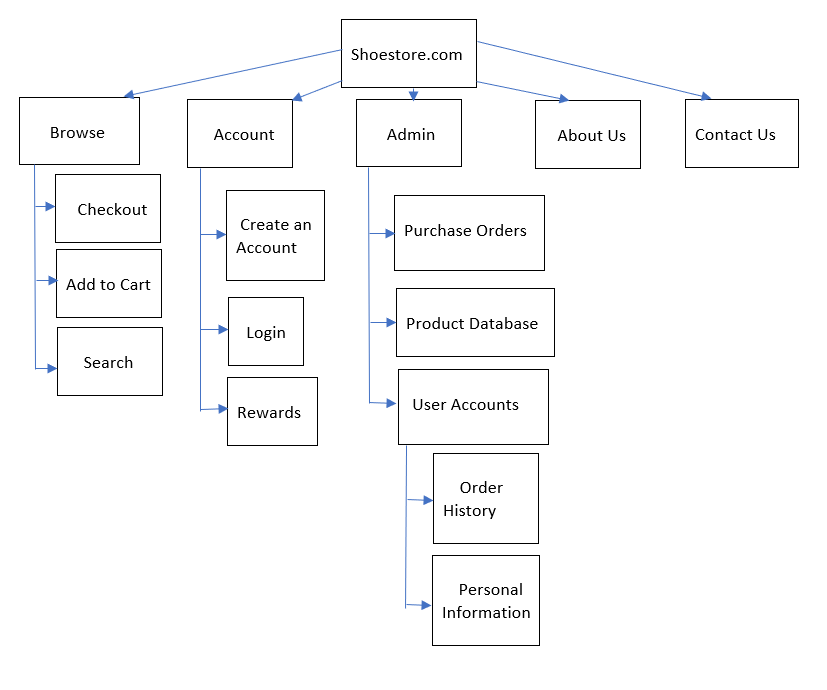 Shoestore.com
Browse
Account
Admin
About Us
Contact Us
Checkout
Add to Cart
Search
Create an
Account
Login
Rewards
Purchase Orders
Product Database
User Accounts
Order
History
Personal
Information